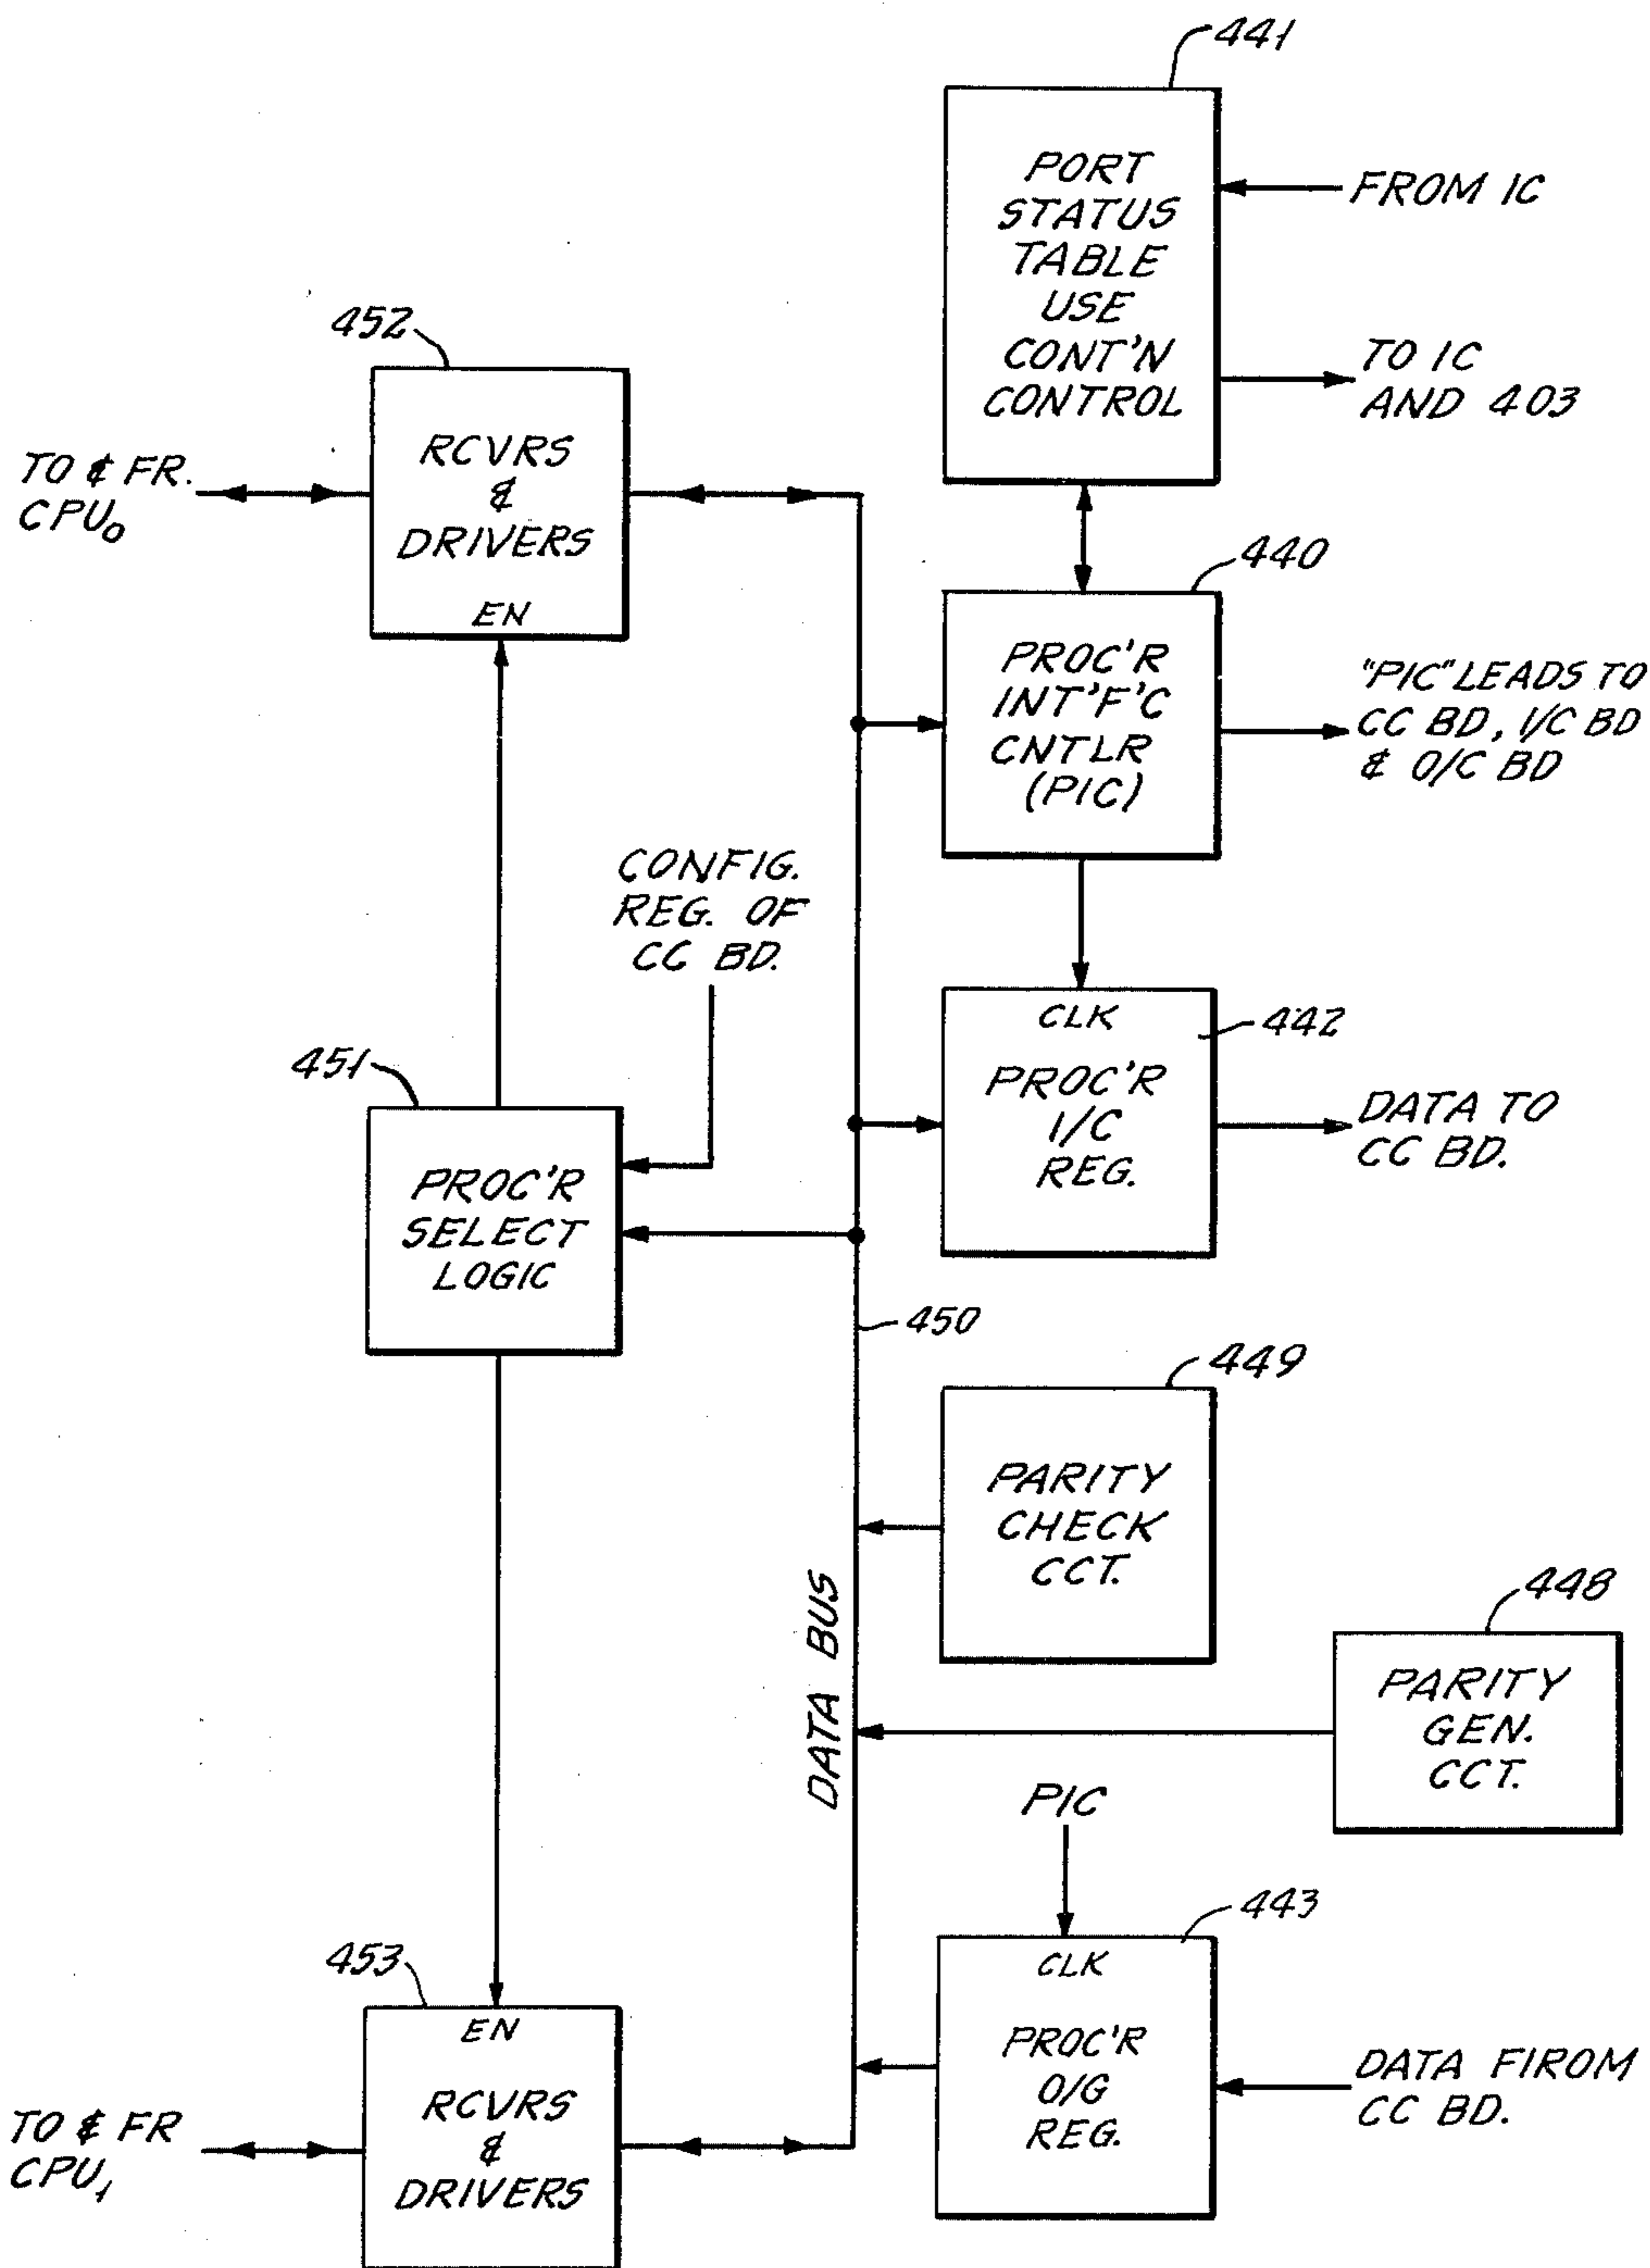 441
PORT
STATUS
TABLE
USE
CONT'N
CONTROL
FROM IC
TO IC
AND 403
452
RCVRS
&
DRIVERS
EN
TO & FR.
CPU0
440
PROC'R
INT'F'C
CNTLR
(PIC)
"PIC" LEADS TO
CC BD, I/C BD
& O/C BD
CONFIG.
REG. OF
CC BD.
CLK
442
PROC'R
I/C
REG.
DATA TO
CC BD.
451
PROC'R
SELECT
LOGIC
450
449
PARITY
CHECK
CCT.
DATA BUS
448
PARITY
GEN.
CCT.
PIC
443
CLK
PROC'R
O/G
REG.
DATA FIROM
CC BD.
453
EN
RCVRS
&
DRIVERS
TO & FR
CPU1